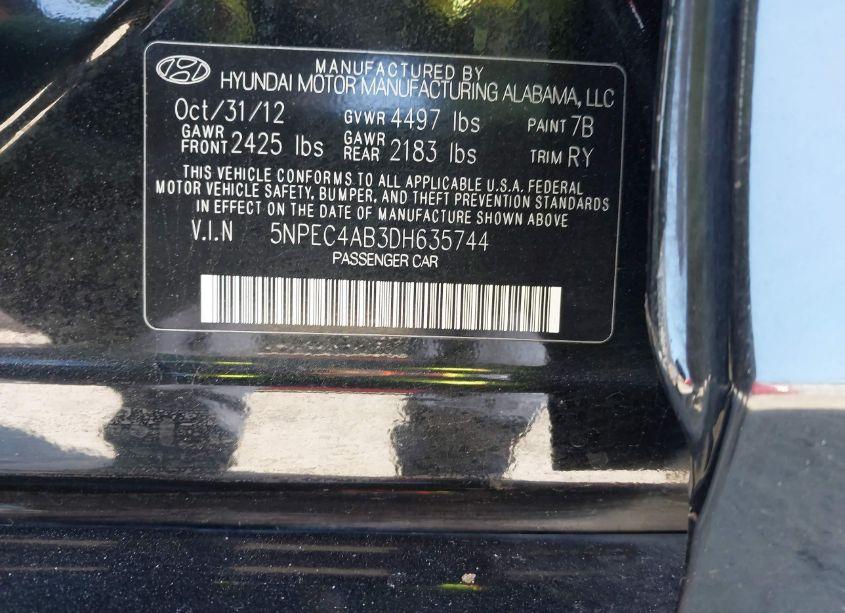 MANUFACTURED BY
HYUNDAI MOTOR MANUFACTURING ALABAMA, LLC
Oct/31/12 GVWR 4497 lbs PAINT 7B
GAWR FRONT 2425 lbs GAWR REAR 2183 lbs TRIM RY
THIS VEHICLE CONFORMS TO ALL APPLICABLE U.S.A. FEDERAL
MOTOR VEHICLE SAFETY, BUMPER, AND THEFT PREVENTION STANDARDS
IN EFFECT ON THE DATE OF MANUFACTURE SHOWN ABOVE
V.I.N 5NPEC4AB3DH635744
PASSENGER CAR